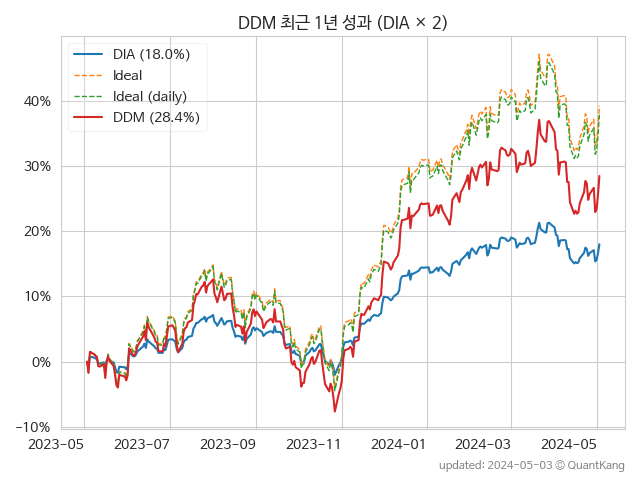 DDM 최근 1년 성과 (DIA × 2)
DIA (18.0%)
Ideal
Ideal (daily)
DDM (28.4%)
40%
30%
20%
10%
0%
−10%
2023-05 2023-07 2023-09 2023-11 2024-01 2024-03 2024-05
updated: 2024-05-03 ⓒ QuantKang